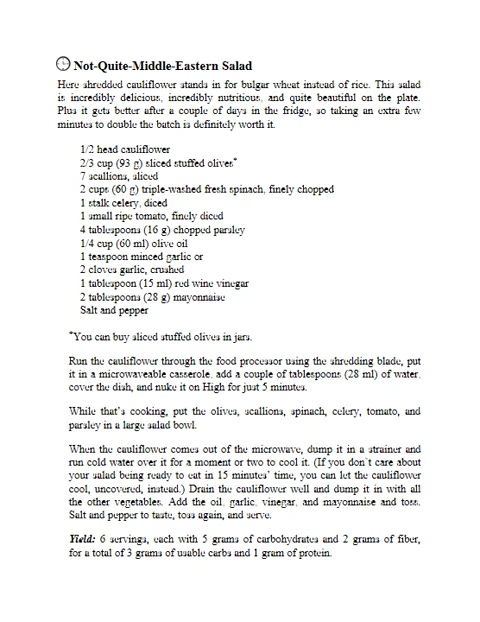 Not-Quite-Middle-Eastern Salad
Here shredded cauliflower stands in for bulgar wheat instead of rice. This salad
is incredibly delicious, incredibly nutritious, and quite beautiful on the plate.
Plus it gets better after a couple of days in the fridge, so taking an extra few
minutes to double the batch is definitely worth it.
1/2 head cauliflower
2/3 cup (93 g) sliced stuffed olives*
7 scallions, sliced
2 cups (60 g) triple-washed fresh spinach, finely chopped
1 stalk celery, diced
1 small ripe tomato, finely diced
4 tablespoons (16 g) chopped parsley
1/4 cup (60 ml) olive oil
1 teaspoon minced garlic or
2 cloves garlic, crushed
1 tablespoon (15 ml) red wine vinegar
2 tablespoons (28 g) mayonnaise
Salt and pepper
*You can buy sliced stuffed olives in jars.
Run the cauliflower through the food processor using the shredding blade, put
it in a microwaveable casserole, add a couple of tablespoons (28 ml) of water,
cover the dish, and nuke it on High for just 5 minutes.
While that's cooking, put the olives, scallions, spinach, celery, tomato, and
parsley in a large salad bowl.
When the cauliflower comes out of the microwave, dump it in a strainer and
run cold water over it for a moment or two to cool it. (If you don't care about
your salad being ready to eat in 15 minutes' time, you can let the cauliflower
cool, uncovered, instead.) Drain the cauliflower well and dump it in with all
the other vegetables. Add the oil, garlic, vinegar, and mayonnaise and toss.
Salt and pepper to taste, toss again, and serve.
Yield: 6 servings, each with 5 grams of carbohydrates and 2 grams of fiber,
for a total of 3 grams of usable carbs and 1 gram of protein.